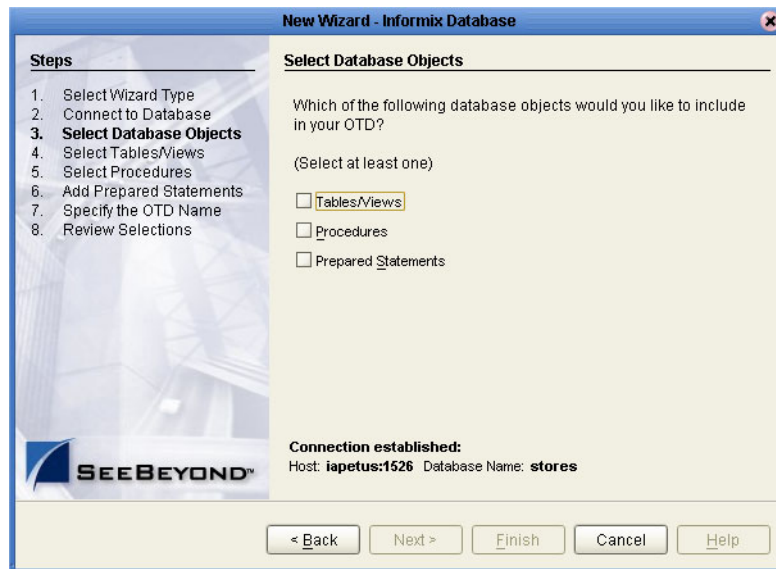 New Wizard - Informix Database
Steps
1. Select Wizard Type
2. Connect to Database
3. Select Database Objects
4. Select Tables/Views
5. Select Procedures
6. Add Prepared Statements
7. Specify the OTD Name
8. Review Selections
SEEBEYOND™
Select Database Objects
Which of the following database objects would you like to include
in your OTD?
(Select at least one)
Tables/Views
Procedures
Prepared Statements
Connection established:
Host: iapetus:1526 Database Name: stores
< Back Next > Finish Cancel Help